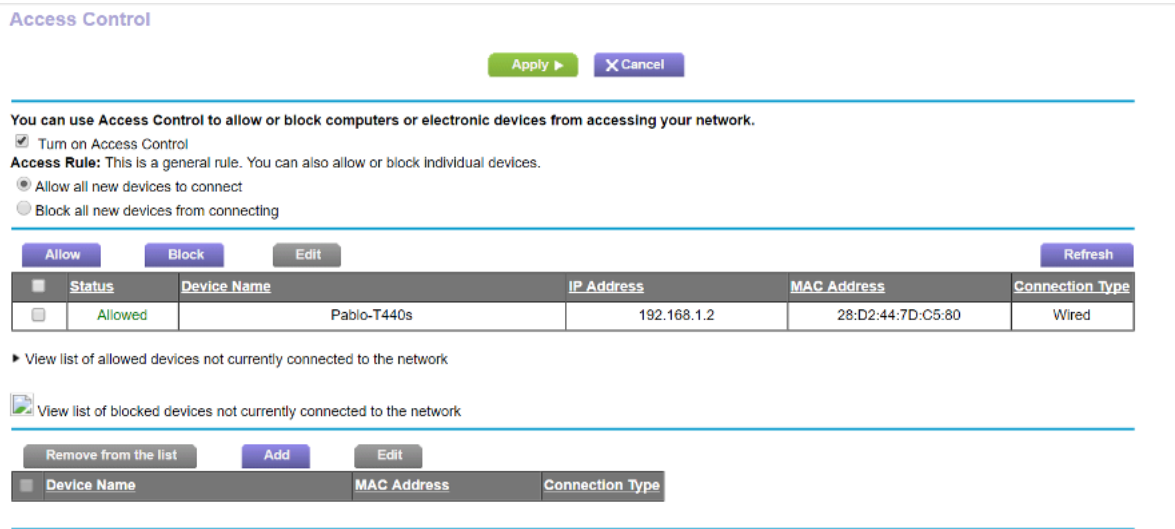 Access Control
Apply ▶
X Cancel
You can use Access Control to allow or block computers or electronic devices from accessing your network.
Turn on Access Control
Access Rule: This is a general rule. You can also allow or block individual devices.
Allow all new devices to connect
Block all new devices from connecting
Allow Block Edit Refresh
Status Device Name IP Address MAC Address Connection Type
Allowed Pablo-T440s 192.168.1.2 28:D2:44:7D:C5:80 Wired
View list of allowed devices not currently connected to the network
View list of blocked devices not currently connected to the network
Remove from the list Add Edit
Device Name MAC Address Connection Type